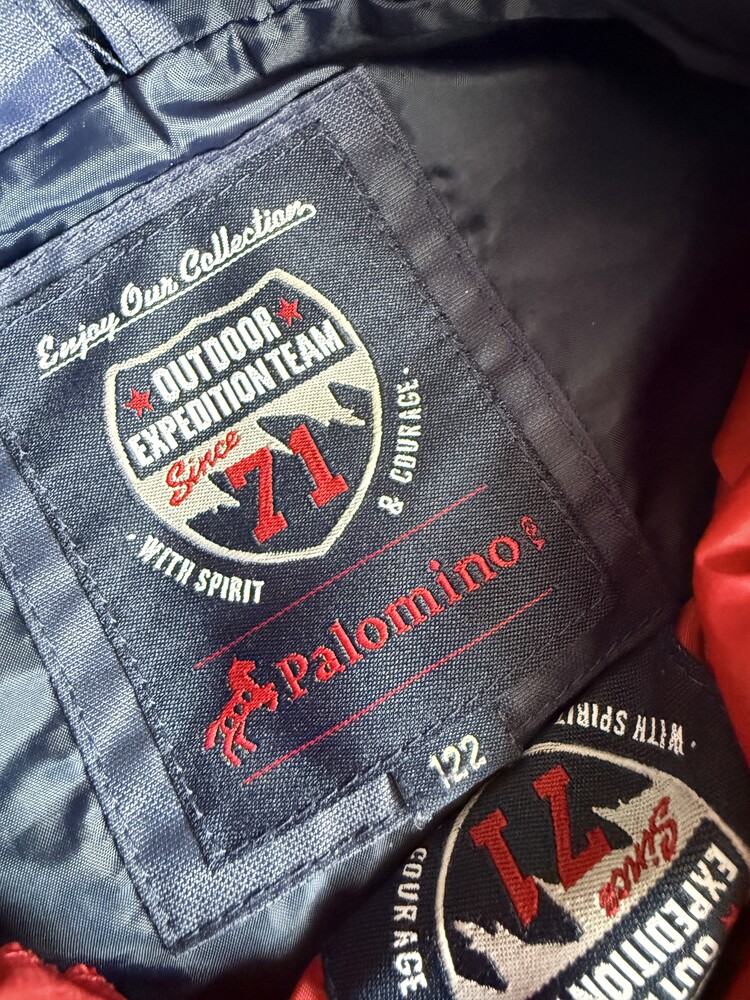 Enjoy Our Collection
OUTDOOR
EXPEDITION TEAM
Since
71
· WITH SPIRIT
& COURAGE ·
Palomino®
122
· WITH SPIRIT
71
Since
COURAGE
EXPEDITION
OUT